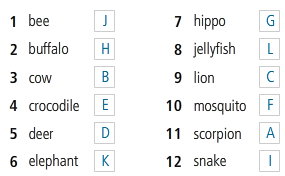 1 bee J
2 buffalo H
3 cow B
4 crocodile E
5 deer D
6 elephant K
7 hippo G
8 jellyfish L
9 lion C
10 mosquito F
11 scorpion A
12 snake I